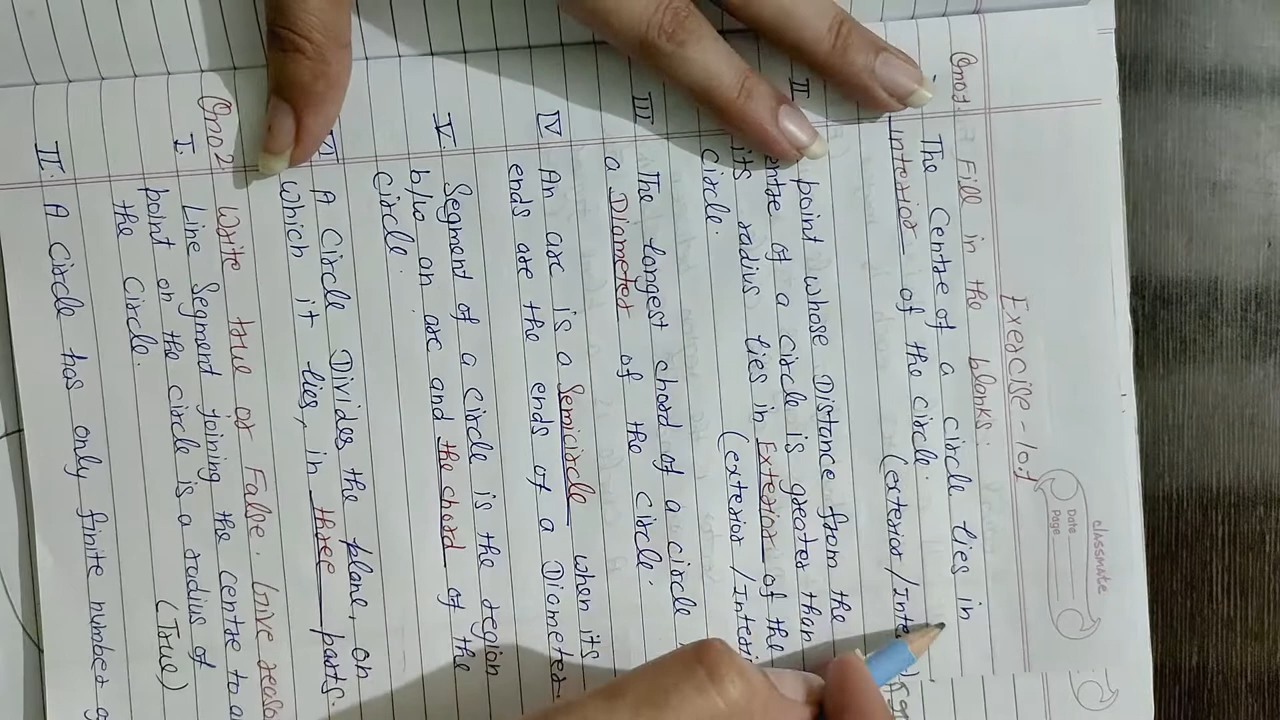 classmate
Date
Page
Exercise - 10.1
Qno1. Fill in the blanks.
The Centre of a circle lies in
interior of the circle. (exterior / Inte
II point whose Distance from the
entre of a circle is greater than
its radius lies in Exterior of the
circle. (exterior / Interi
III The longest chord of a circle
a Diameter of the circle.
IV An arc is a Semicircle when its
ends are the ends of a Diameter.
V. Segment of a circle is the region
b/w an arc and the chord of the
circle.
VI A Circle Divides the plane, on
which it lies, in three parts.
Qno2. Write true or False. Give reaso
I. Line Segment joining the centre to a
point on the circle is a radius of
the Circle. (True)
II. A Circle has only finite number